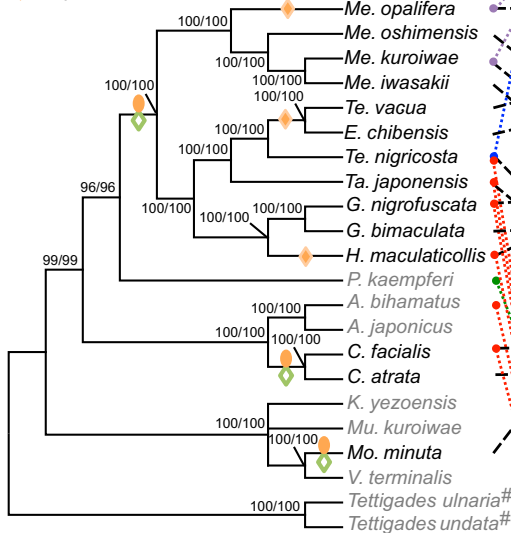 100/100
Me. opalifera
Me. oshimensis
100/100
Me. kuroiwae
100/100
100/100
Me. iwasakii
100/100
Te. vacua
100/100
E. chibensis
100/100
Te. nigricosta
96/96
Ta. japonensis
100/100
100/100
100/100
G. nigrofuscata
G. bimaculata
99/99
H. maculaticollis
P. kaempferi
100/100
A. bihamatus
100/100
100/100
A. japonicus
C. facialis
C. atrata
K. yezoensis
100/100
Mu. kuroiwae
100/100
Mo. minuta
V. terminalis
100/100
Tettigades ulnaria#
Tettigades undata#